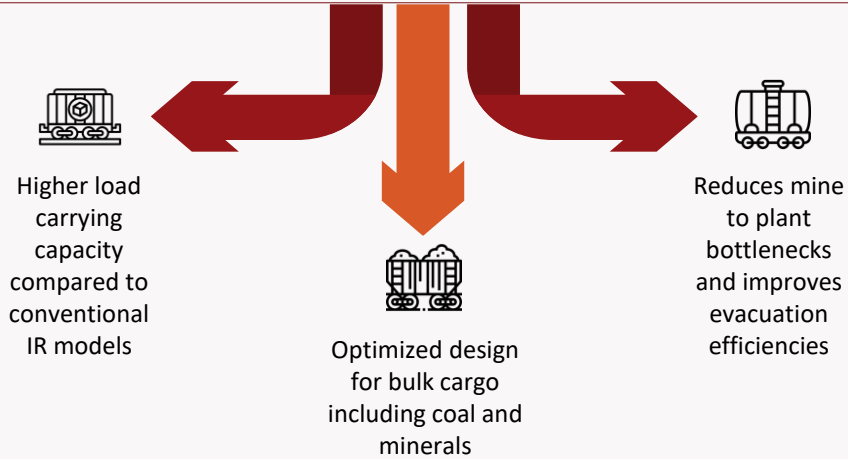 Higher load
carrying
capacity
compared to
conventional
IR models
Optimized design
for bulk cargo
including coal and
minerals
Reduces mine
to plant
bottlenecks
and improves
evacuation
efficiencies